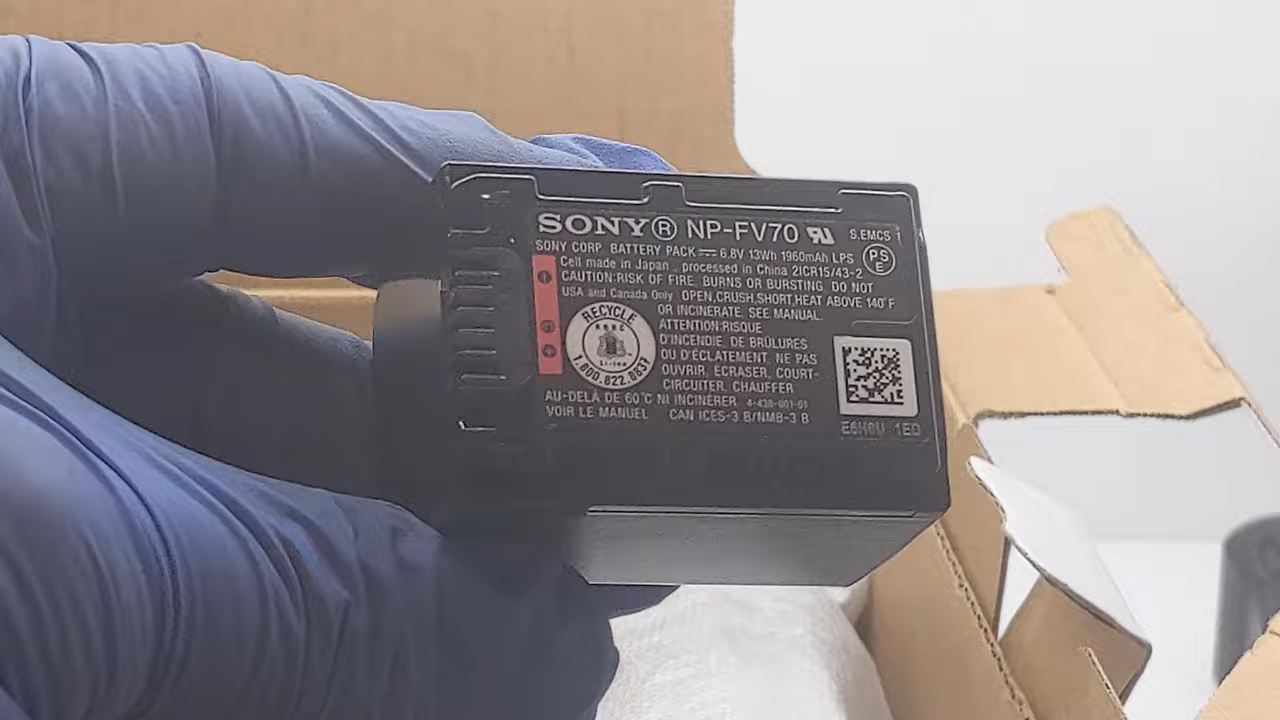 SONY® NP-FV70 S.EMCS 1
SONY CORP. BATTERY PACK 6.8V 13Wh 1960mAh LPS
PS E
Cell made in Japan , processed in China 2ICR15/43-2
CAUTION:RISK OF FIRE, BURNS OR BURSTING. DO NOT
USA and Canada Only OPEN,CRUSH,SHORT,HEAT ABOVE 140°F
OR INCINERATE. SEE MANUAL.
RECYCLE
Li-ion
1.800.822.8837
ATTENTION:RISQUE
D'INCENDIE, DE BRÛLURES
OU D'ÉCLATEMENT. NE PAS
OUVRIR, ÉCRASER, COURT-
CIRCUITER, CHAUFFER
AU-DELÀ DE 60°C NI INCINÉRER 4-438-001-01
VOIR LE MANUEL CAN ICES-3 B/NMB-3 B
1ED